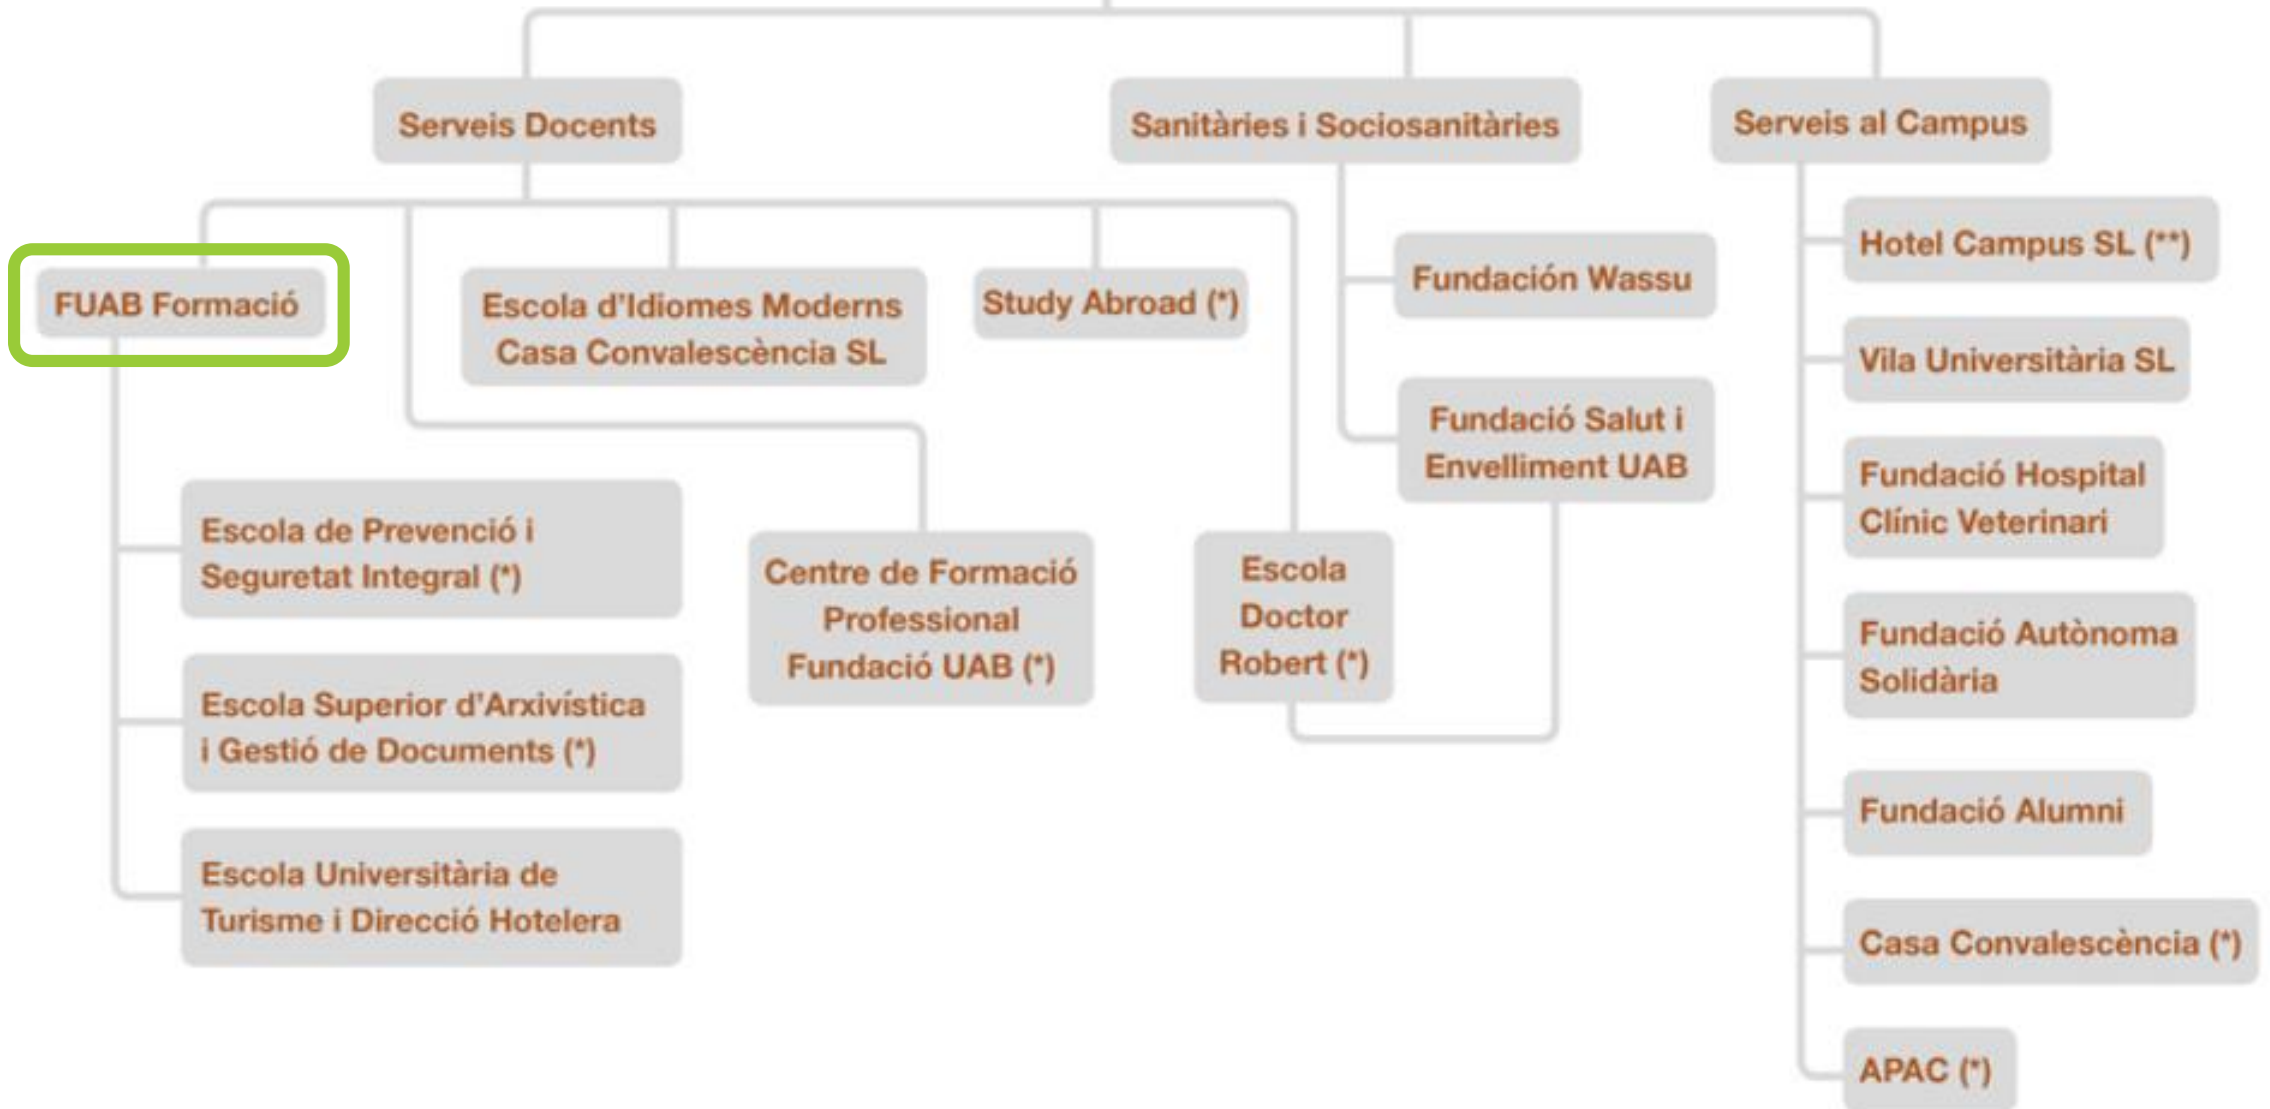 Serveis Docents
Sanitàries i Sociosanitàries
Serveis al Campus
FUAB Formació
Escola d'Idiomes Moderns
Casa Convalescència SL
Study Abroad (*)
Escola de Prevenció i
Seguretat Integral (*)
Escola Superior d'Arxivística
i Gestió de Documents (*)
Escola Universitària de
Turisme i Direcció Hotelera
Centre de Formació
Professional
Fundació UAB (*)
Escola
Doctor
Robert (*)
Fundación Wassu
Fundació Salut i
Envelliment UAB
Hotel Campus SL (**)
Vila Universitària SL
Fundació Hospital
Clínic Veterinari
Fundació Autònoma
Solidària
Fundació Alumni
Casa Convalescència (*)
APAC (*)